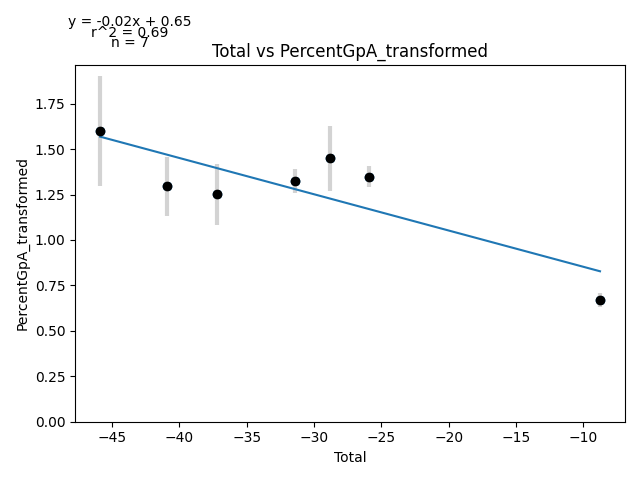 y = -0.02x + 0.65
r^2 = 0.69
n = 7
Total vs PercentGpA_transformed
PercentGpA_transformed
1.75
1.50
1.25
1.00
0.75
0.50
0.25
0.00
−45
−40
−35
−30
−25
−20
−15
−10
Total